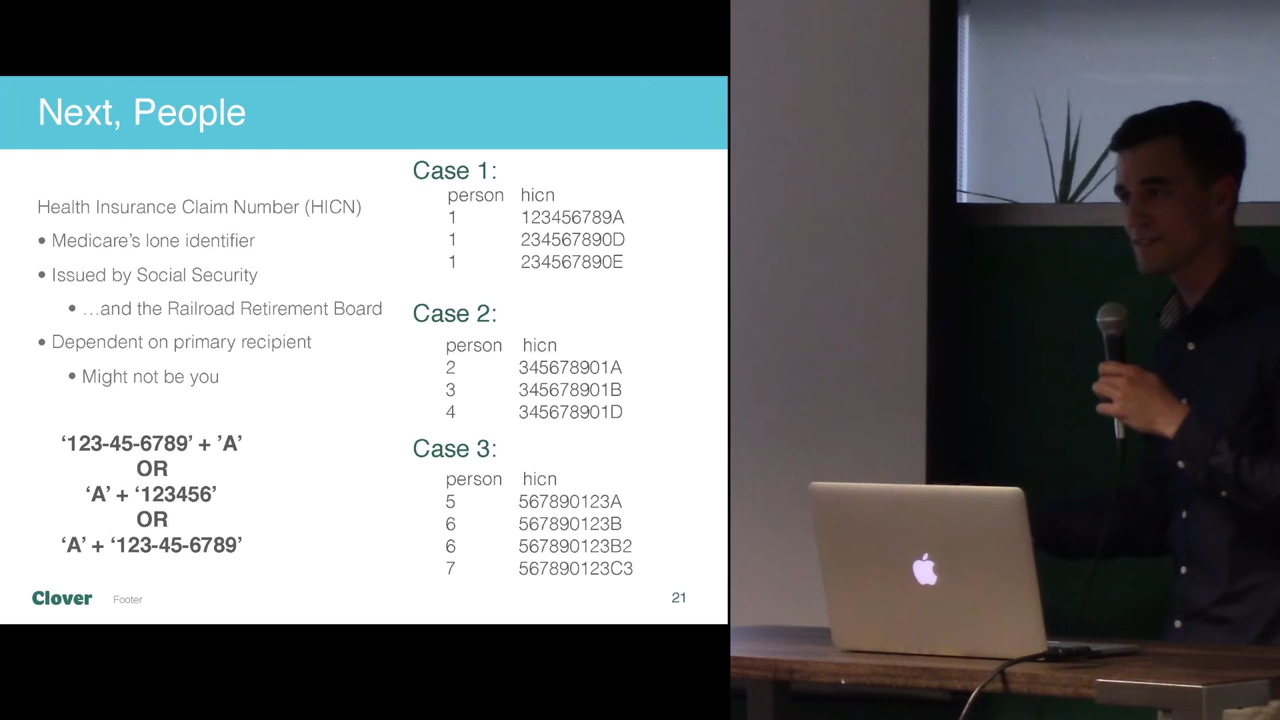 Next, People
Health Insurance Claim Number (HICN)
• Medicare's lone identifier
• Issued by Social Security
• …and the Railroad Retirement Board
• Dependent on primary recipient
• Might not be you
‘123-45-6789’ + ’A’
OR
‘A’ + ‘123456’
OR
‘A’ + ‘123-45-6789’
Case 1:
person hicn
1 123456789A
1 234567890D
1 234567890E
Case 2:
person hicn
2 345678901A
3 345678901B
4 345678901D
Case 3:
person hicn
5 567890123A
6 567890123B
6 567890123B2
7 567890123C3
Clover Footer 21